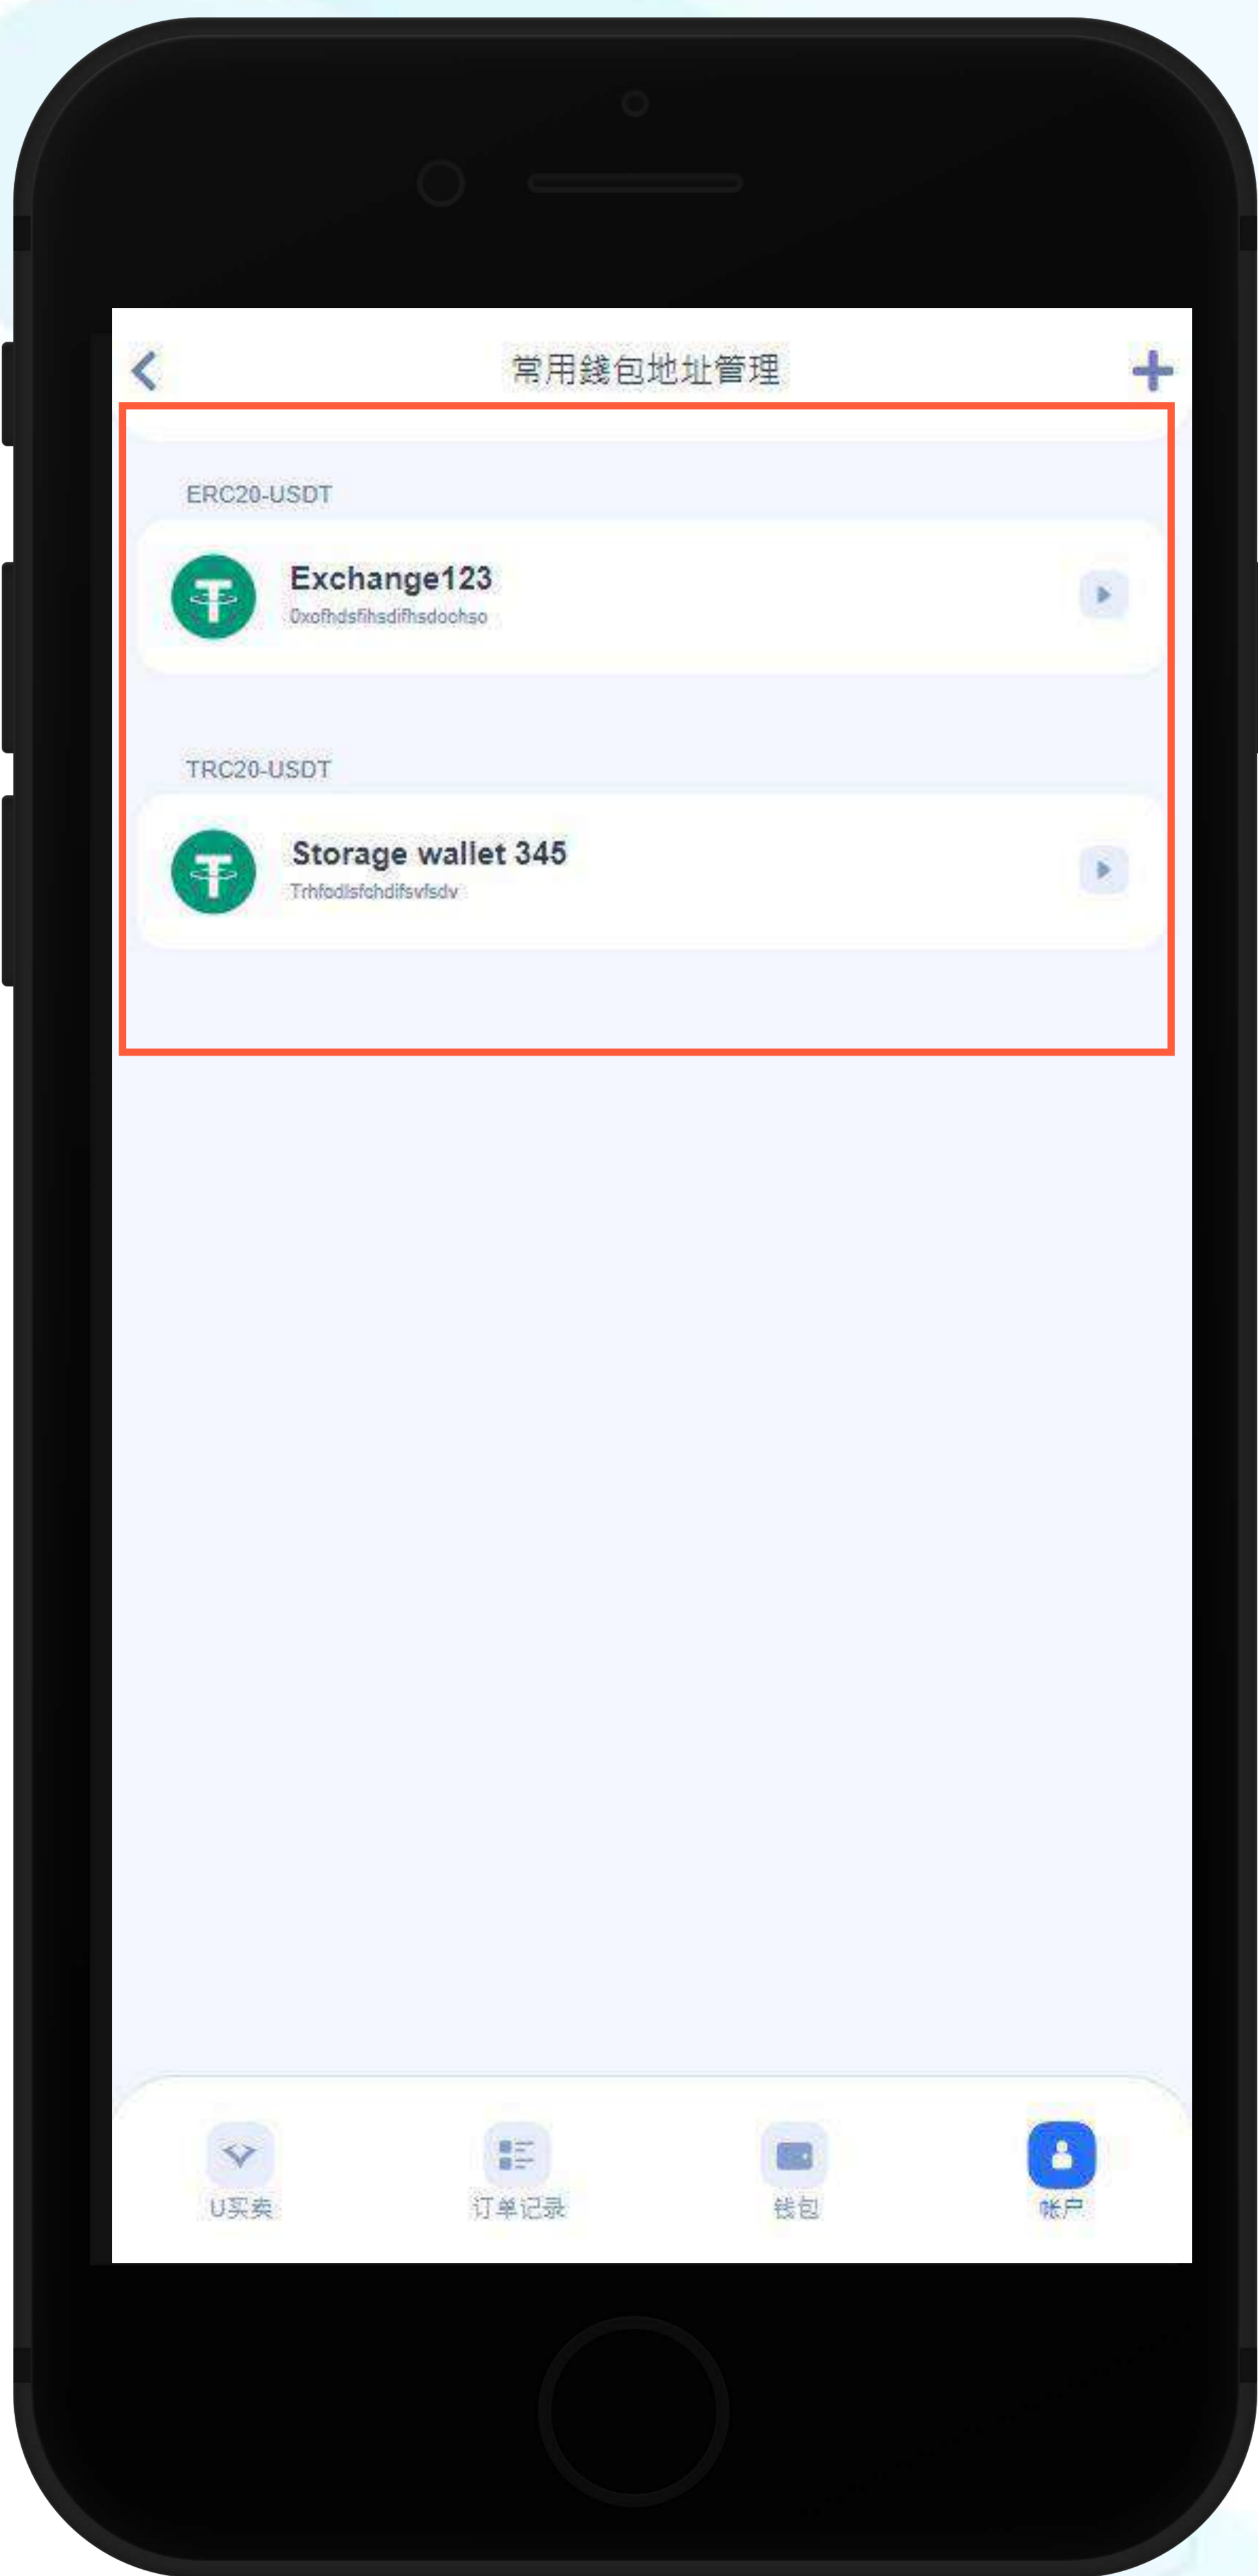 常用錢包地址管理
ERC20-USDT
Exchange123
0xofhdsfihsdifhsdochso
TRC20-USDT
Storage wallet 345
Trhfodlsfchdifsvfsdv
U买卖
订单记录
钱包
帐户